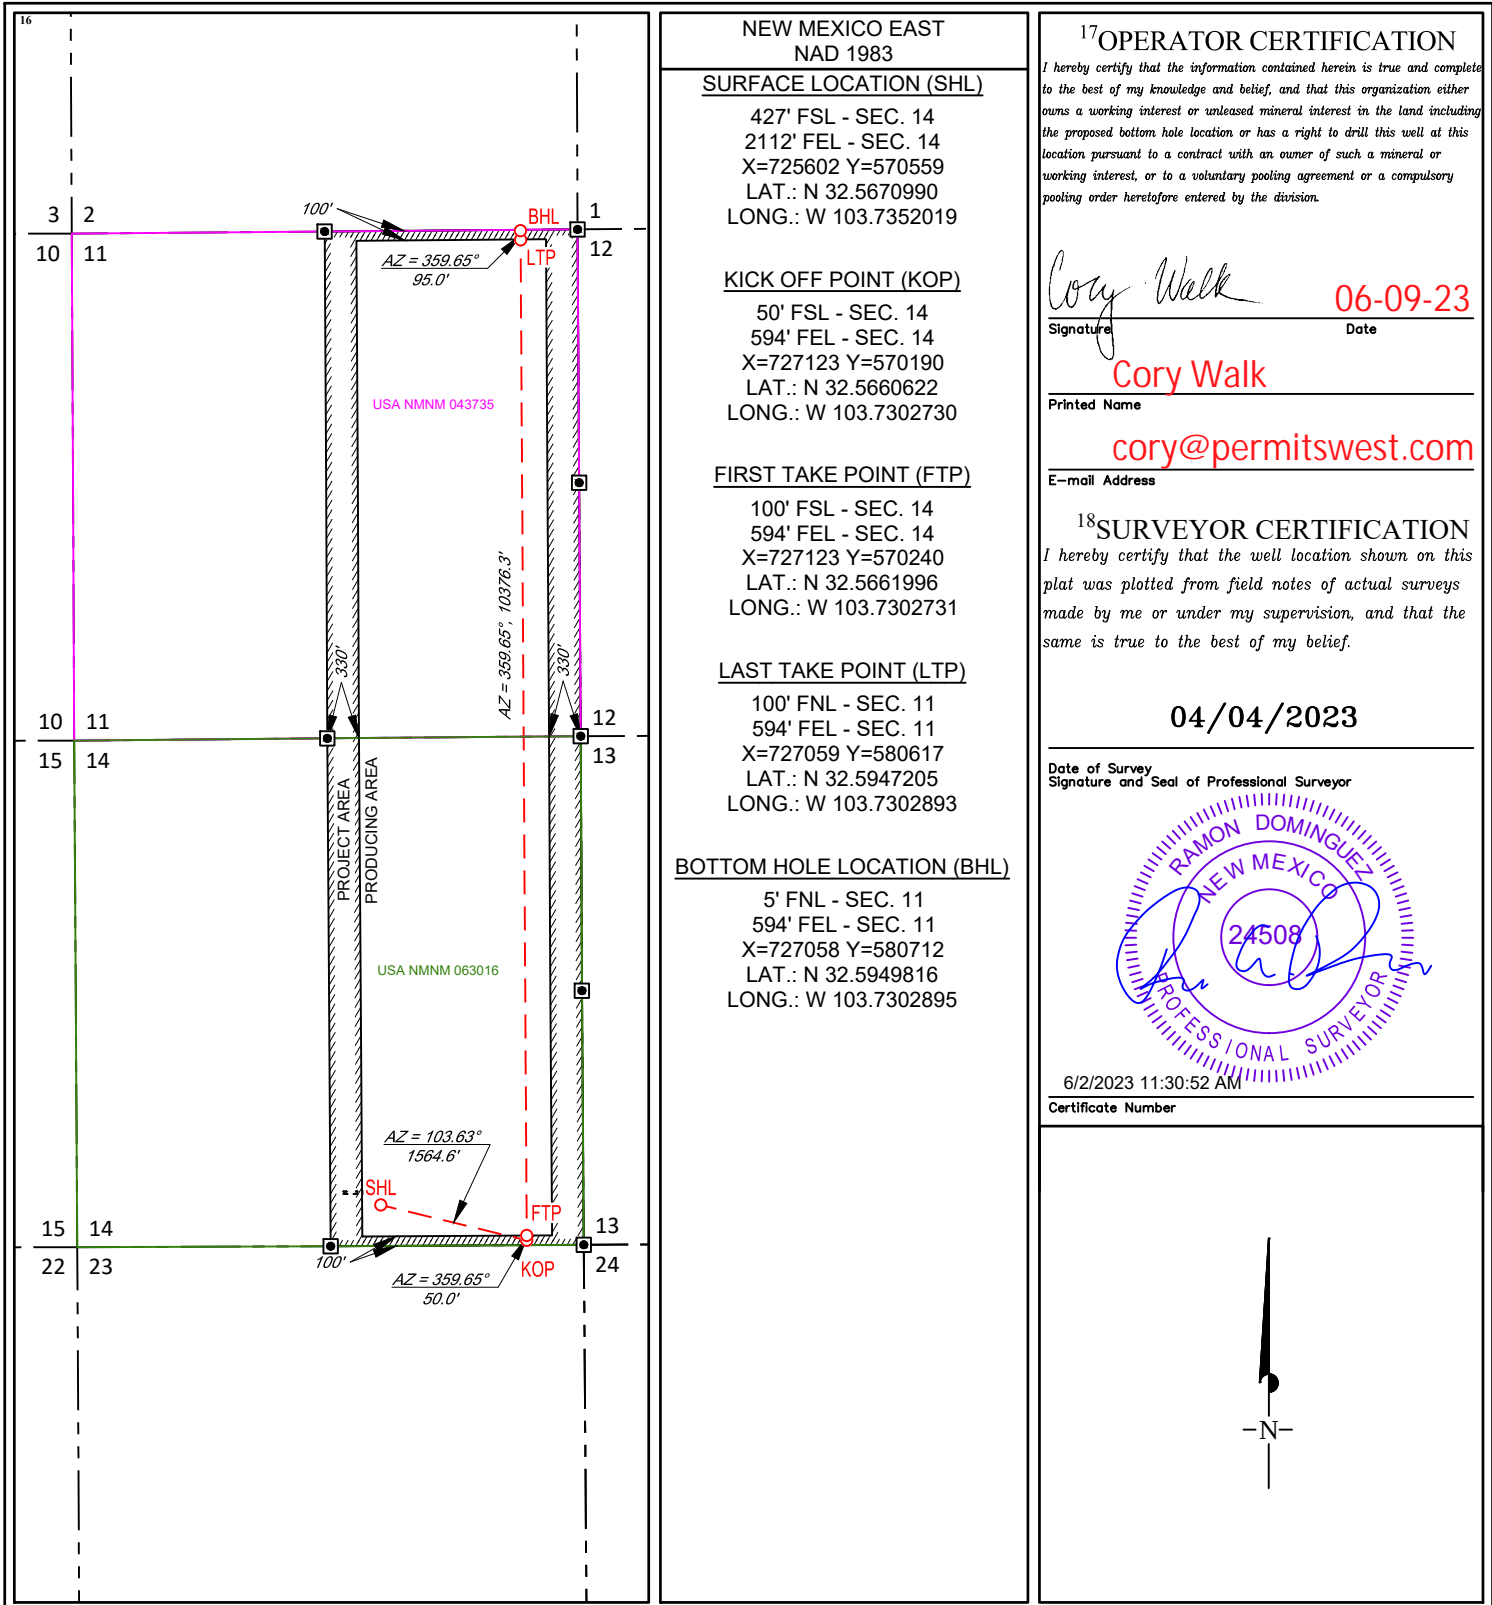 16
3 2
10 11
1
12
100'
BHL
LTP
AZ = 359.65°
95.0'
USA NMNM 043735
AZ = 359.65°, 10376.3'
330'
330'
10 11
15 14
12
13
PROJECT AREA
PRODUCING AREA
USA NMNM 063016
AZ = 103.63°
1564.6'
SHL
FTP
KOP
15 14
22 23
13
24
100'
AZ = 359.65°
50.0'
NEW MEXICO EAST
NAD 1983
SURFACE LOCATION (SHL)
427' FSL - SEC. 14
2112' FEL - SEC. 14
X=725602 Y=570559
LAT.: N 32.5670990
LONG.: W 103.7352019
KICK OFF POINT (KOP)
50' FSL - SEC. 14
594' FEL - SEC. 14
X=727123 Y=570190
LAT.: N 32.5660622
LONG.: W 103.7302730
FIRST TAKE POINT (FTP)
100' FSL - SEC. 14
594' FEL - SEC. 14
X=727123 Y=570240
LAT.: N 32.5661996
LONG.: W 103.7302731
LAST TAKE POINT (LTP)
100' FNL - SEC. 11
594' FEL - SEC. 11
X=727059 Y=580617
LAT.: N 32.5947205
LONG.: W 103.7302893
BOTTOM HOLE LOCATION (BHL)
5' FNL - SEC. 11
594' FEL - SEC. 11
X=727058 Y=580712
LAT.: N 32.5949816
LONG.: W 103.7302895
17 OPERATOR CERTIFICATION
I hereby certify that the information contained herein is true and complete
to the best of my knowledge and belief, and that this organization either
owns a working interest or unleased mineral interest in the land including
the proposed bottom hole location or has a right to drill this well at this
location pursuant to a contract with an owner of such a mineral or
working interest, or to a voluntary pooling agreement or a compulsory
pooling order heretofore entered by the division.
Cory Walk 06-09-23
Signature Date
Cory Walk
Printed Name
cory@permitswest.com
E-mail Address
18 SURVEYOR CERTIFICATION
I hereby certify that the well location shown on this
plat was plotted from field notes of actual surveys
made by me or under my supervision, and that the
same is true to the best of my belief.
04/04/2023
Date of Survey
Signature and Seal of Professional Surveyor
RAMON DOMINGUEZ
NEW MEXICO
24508
PROFESSIONAL SURVEYOR
6/2/2023 11:30:52 AM
Certificate Number
-N-